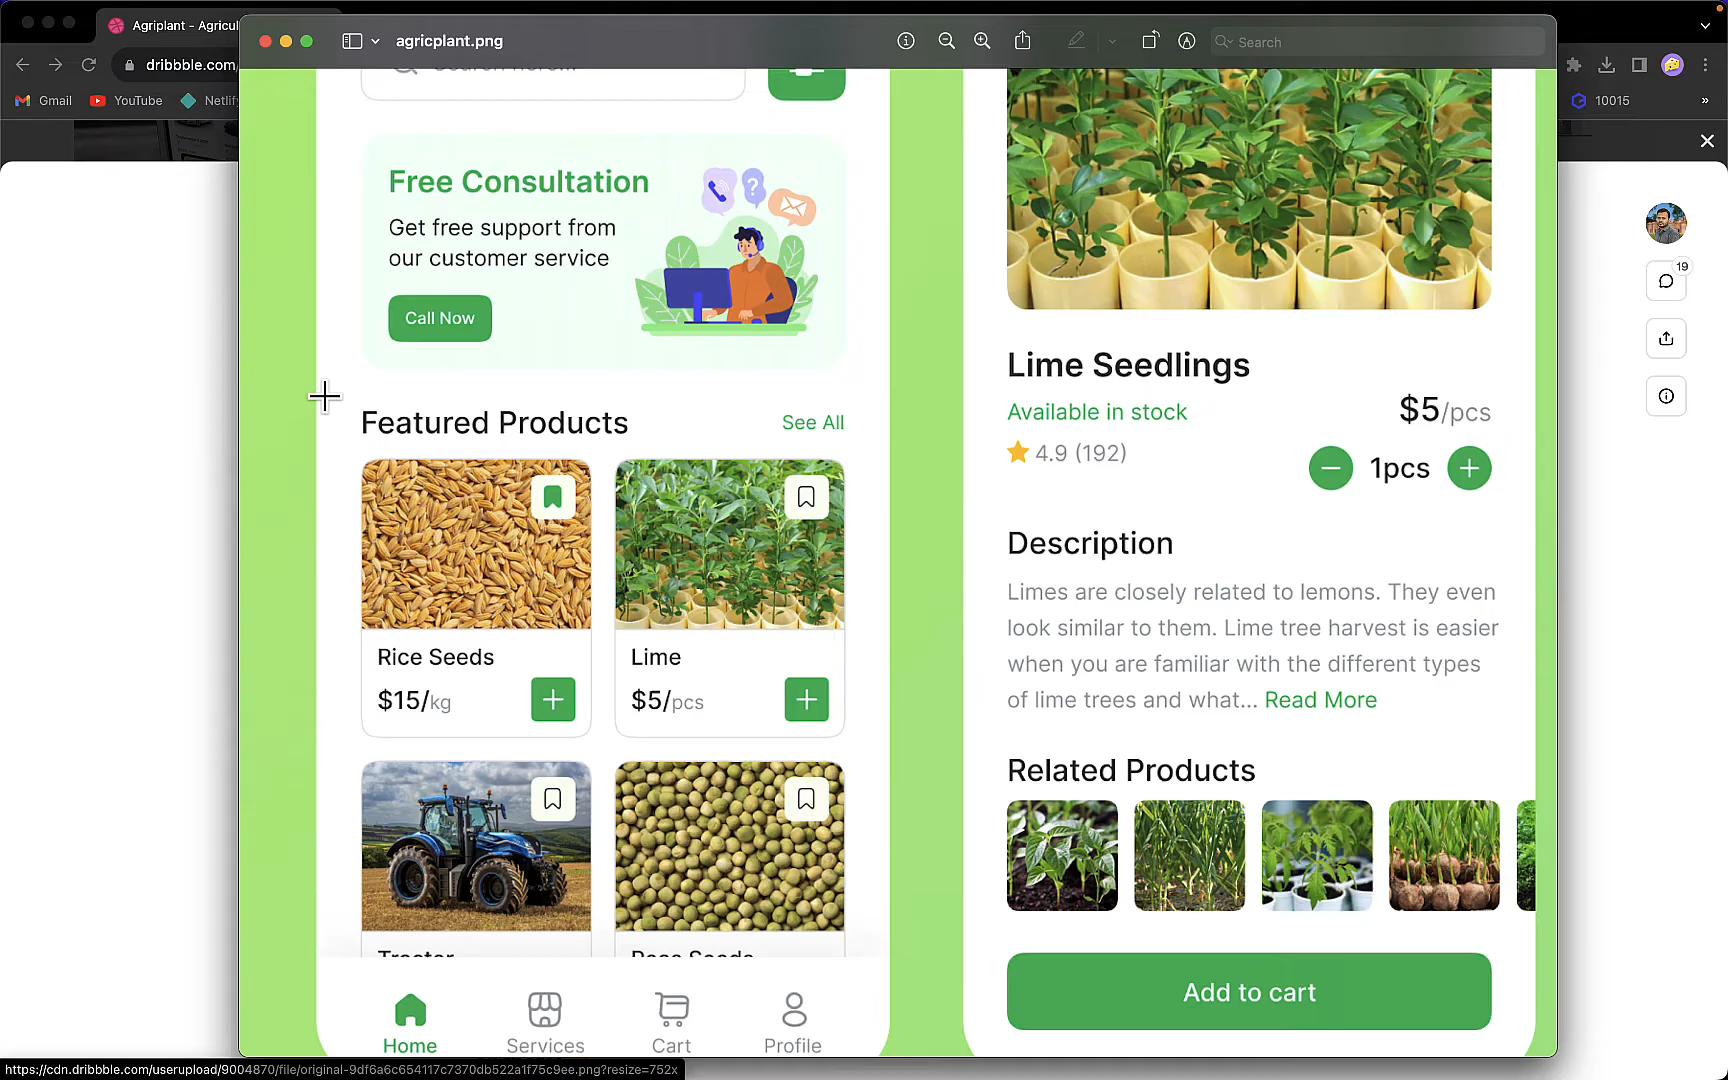 Agriplant - Agricul
agricplant.png
Search
dribbble.com
Gmail
YouTube
Netlify
10015
»
19
Free Consultation
Get free support from
our customer service
Call Now
Featured Products
See All
Rice Seeds
$15/kg
Lime
$5/pcs
Home
Services
Cart
Profile
Lime Seedlings
Available in stock
$5/pcs
4.9 (192)
1pcs
Description
Limes are closely related to lemons. They even
look similar to them. Lime tree harvest is easier
when you are familiar with the different types
of lime trees and what... Read More
Related Products
Add to cart
https://cdn.dribbble.com/userupload/9004870/file/original-9df6a6c654117c7370db522a1f75c9ee.png?resize=752x